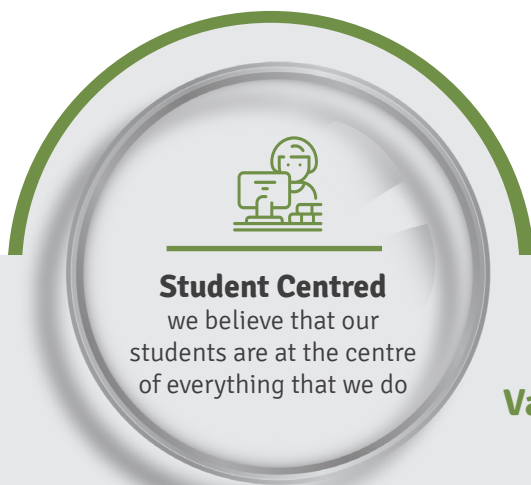 Student Centred
we believe that our
students are at the centre
of everything that we do